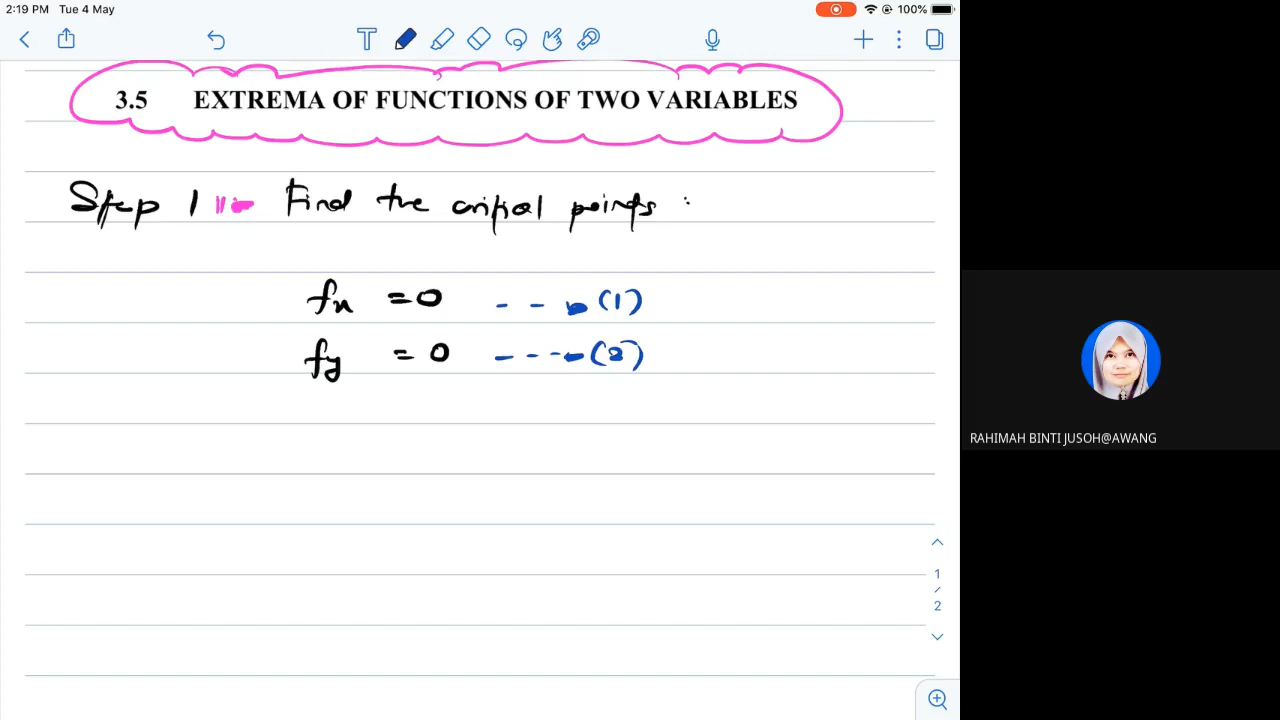 2:19 PM Tue 4 May 100%
3.5 EXTREMA OF FUNCTIONS OF TWO VARIABLES
Step 1 :- Find the critical points :
fx = 0 ---→ (1)
fy = 0 ---→ (2)
RAHIMAH BINTI JUSOH@AWANG
1
/
2